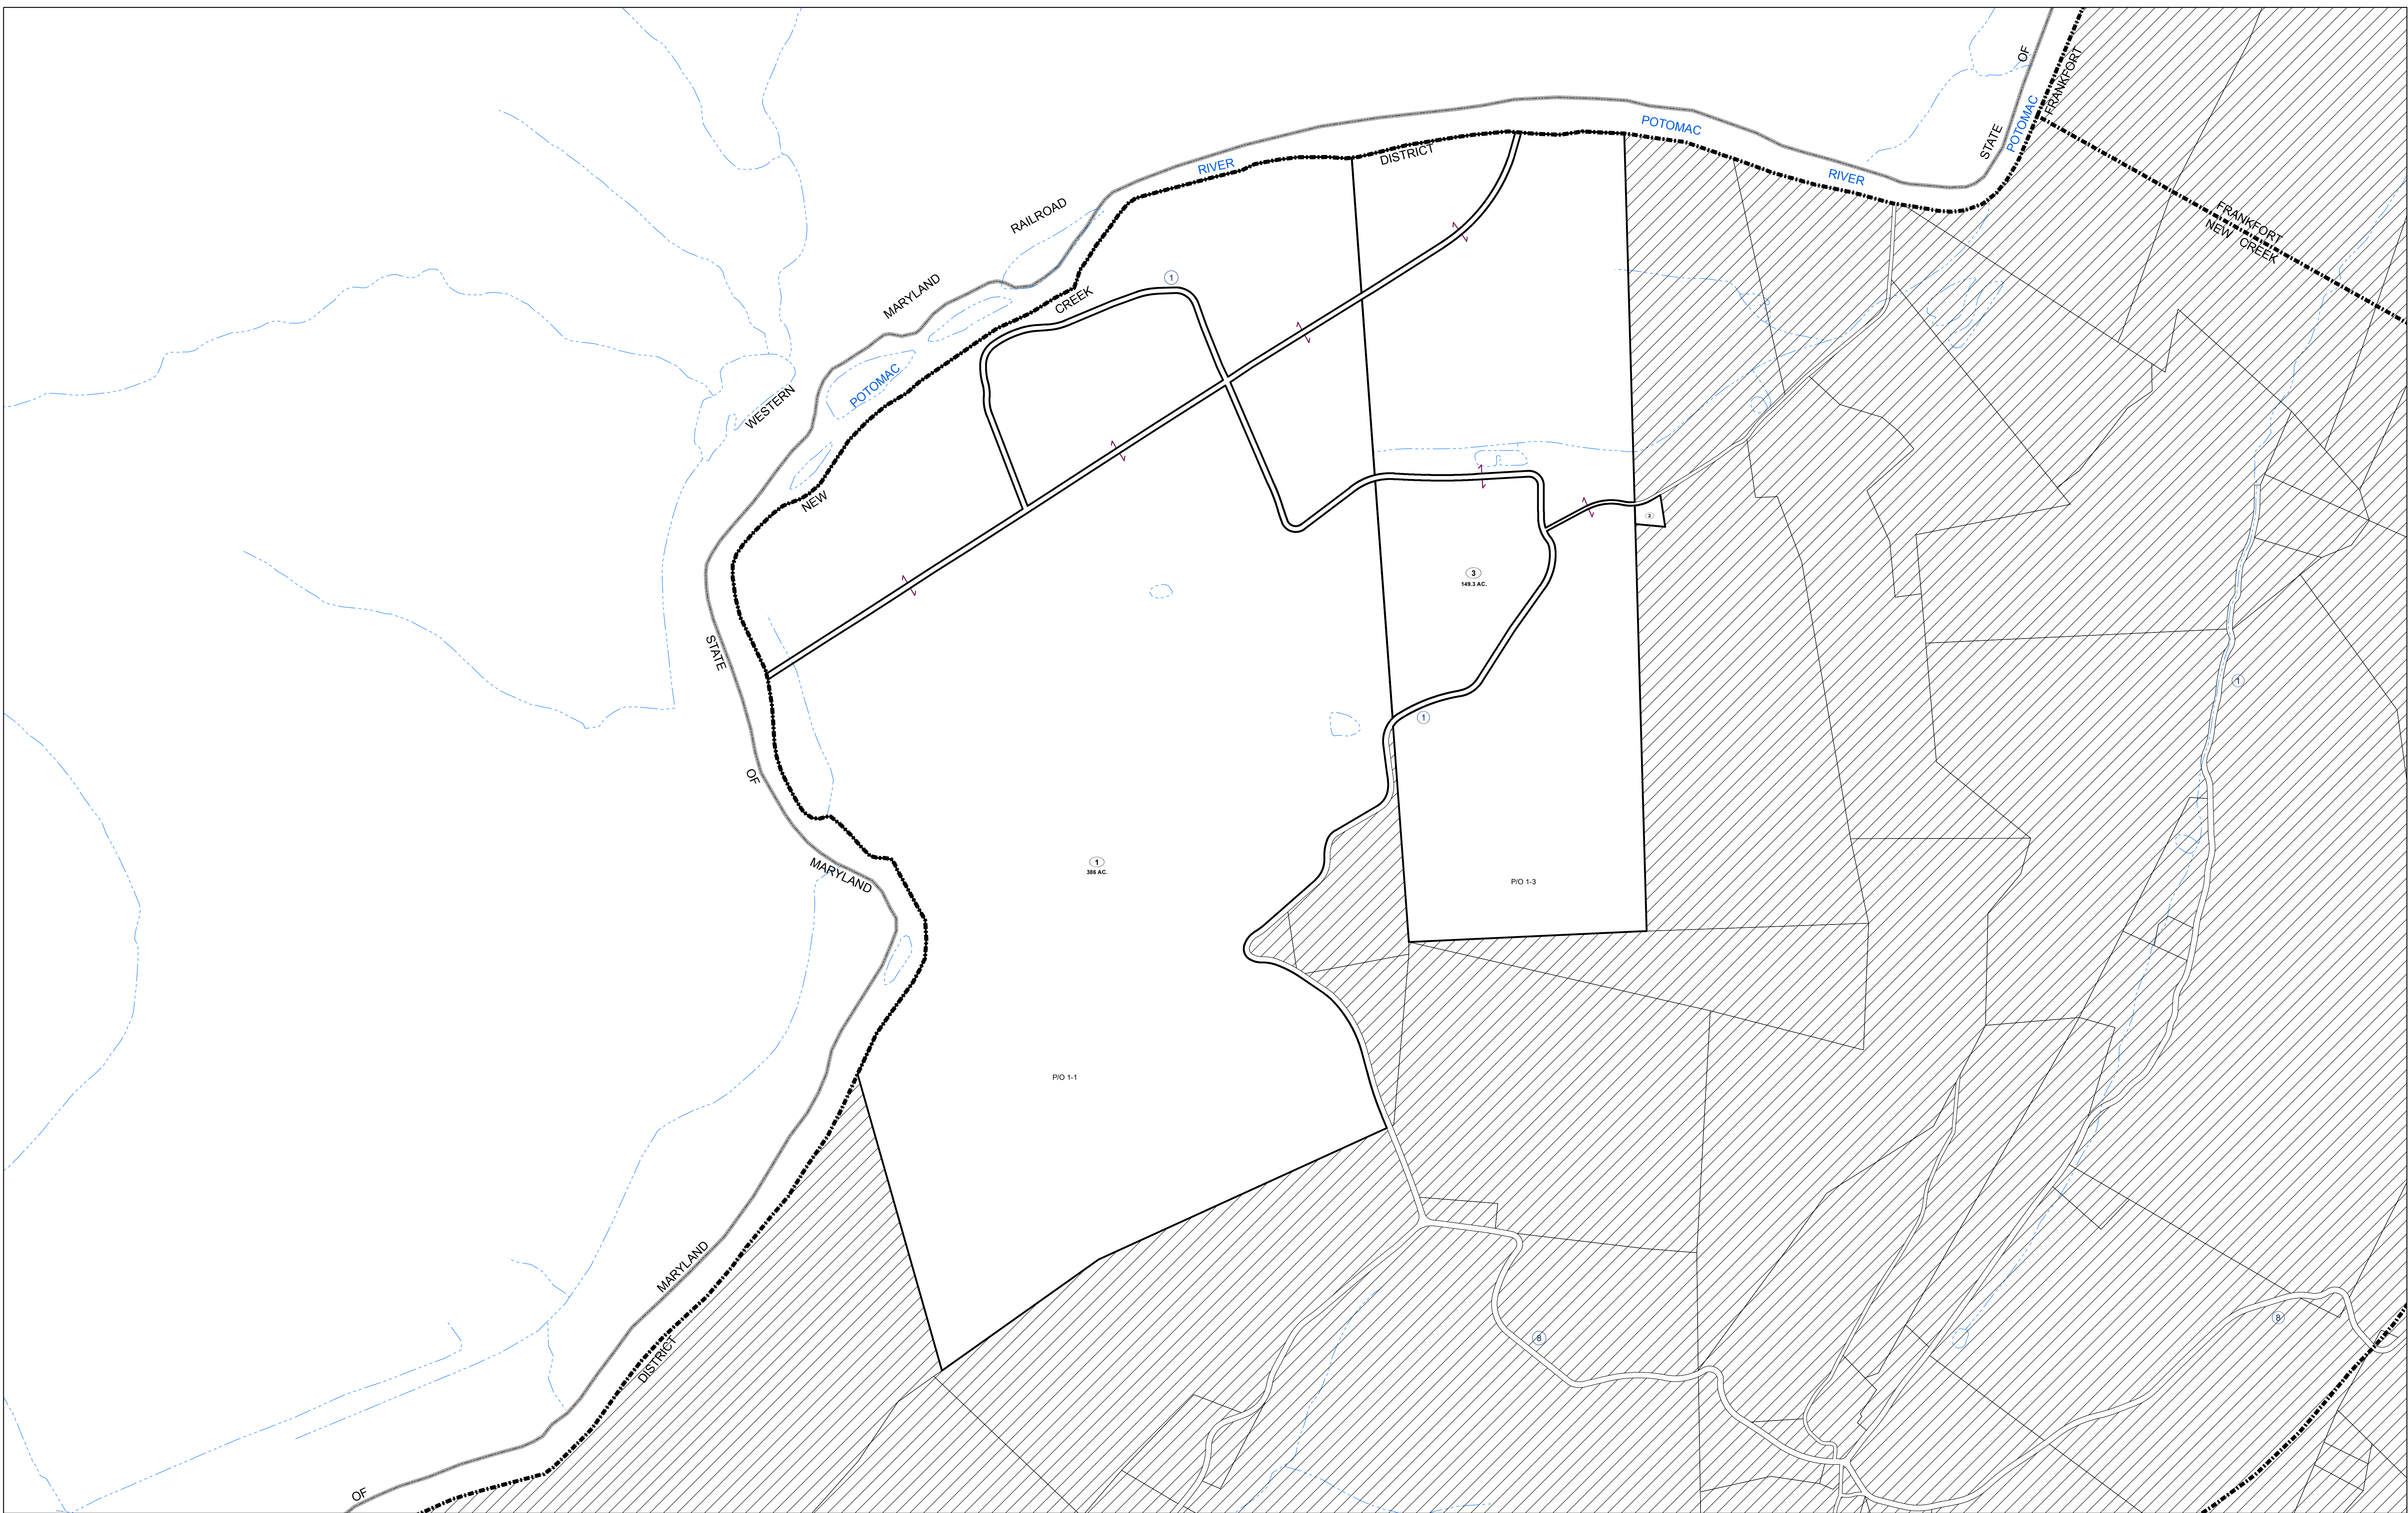 STATE OF
POTOMAC
FRANKFORT
POTOMAC
RIVER
FRANKFORT
NEW CREEK
RIVER
DISTRICT
RAILROAD
MARYLAND
WESTERN
1
CREEK
POTOMAC
NEW
2
3
149.3 AC.
STATE
OF
MARYLAND
1
1
1
386 AC.
P/O 1-3
P/O 1-1
MARYLAND
DISTRICT
OF
8
8